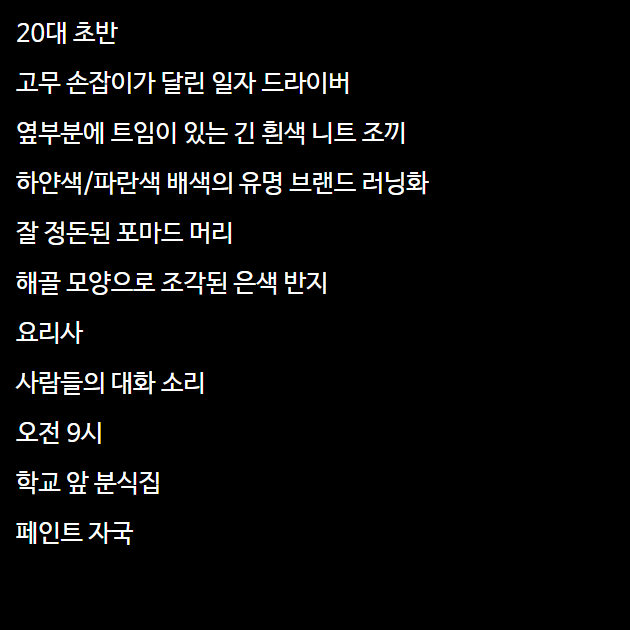 20대 초반
고무 손잡이가 달린 일자 드라이버
옆부분에 트임이 있는 긴 흰색 니트 조끼
하얀색/파란색 배색의 유명 브랜드 러닝화
잘 정돈된 포마드 머리
해골 모양으로 조각된 은색 반지
요리사
사람들의 대화 소리
오전 9시
학교 앞 분식집
페인트 자국